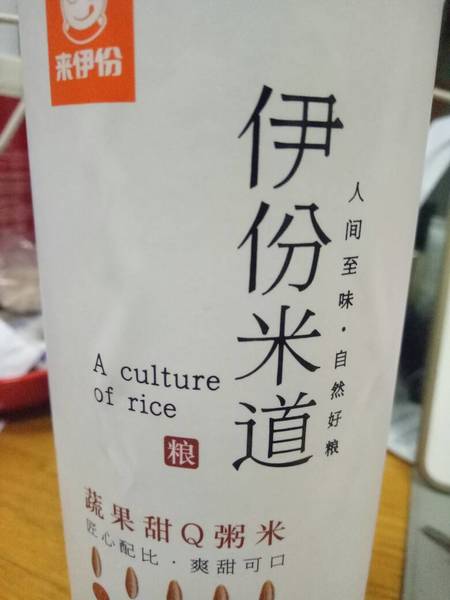 来伊份
伊份米道
人间至味·自然好粮
A culture
of rice
粮
蔬果甜Q粥米
匠心配比·爽甜可口